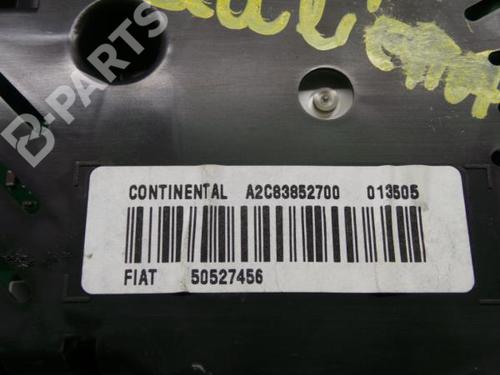 B-PARTS
CONTINENTAL A2C83852700 013505
FIAT 50527456